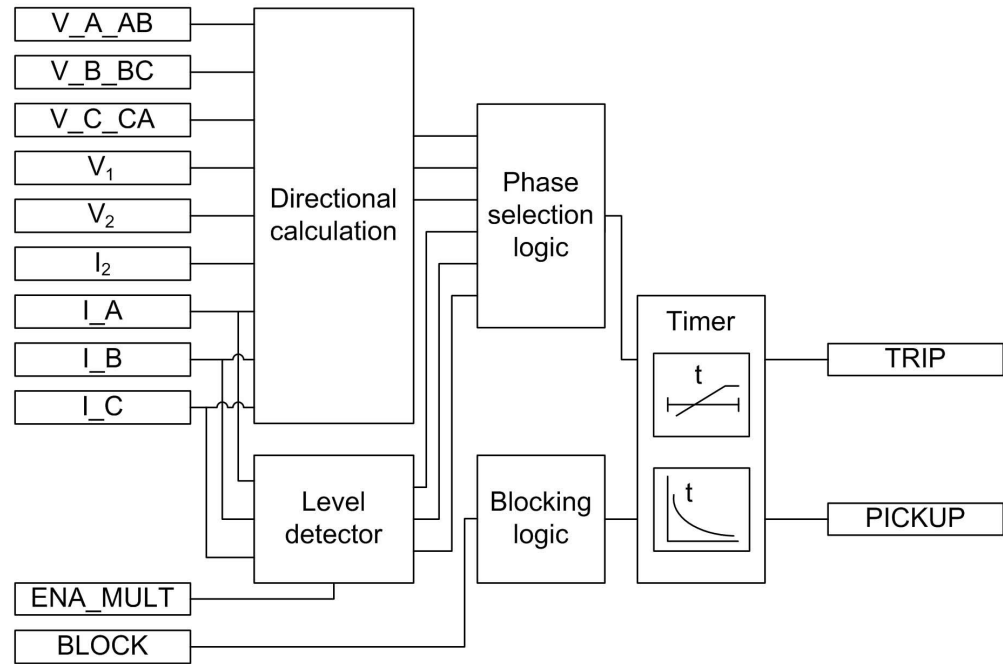 V_A_AB
V_B_BC
V_C_CA
V₁
V₂
I₂
I_A
I_B
I_C
ENA_MULT
BLOCK
Directional
calculation
Level
detector
Phase
selection
logic
Blocking
logic
Timer
t
t
TRIP
PICKUP